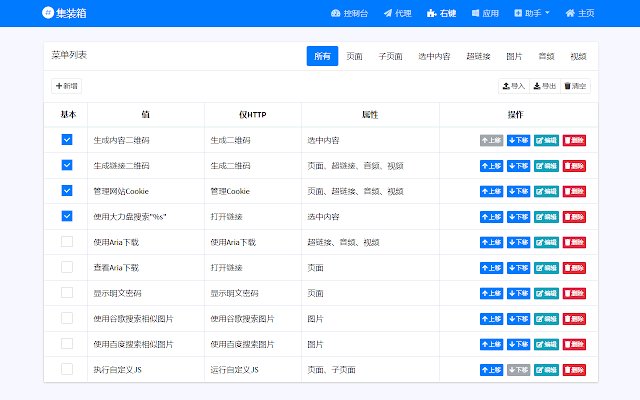 集装箱 控制台 代理 右键 应用 助手 主页
菜单列表 所有 页面 子页面 选中内容 超链接 图片 音频 视频
新增 导入 导出 清空
基本 值 仅HTTP 属性 操作
生成内容二维码 生成二维码 选中内容 上移 下移 编辑 删除
生成链接二维码 生成二维码 页面、超链接、音频、视频 上移 下移 编辑 删除
管理网站Cookie 管理Cookie 页面、超链接、音频、视频 上移 下移 编辑 删除
使用大力盘搜索"%s" 打开链接 选中内容 上移 下移 编辑 删除
使用Aria下载 使用Aria下载 超链接、音频、视频 上移 下移 编辑 删除
查看Aria下载 打开链接 页面 上移 下移 编辑 删除
显示明文密码 显示明文密码 页面 上移 下移 编辑 删除
使用谷歌搜索相似图片 使用谷歌搜索图片 图片 上移 下移 编辑 删除
使用百度搜索相似图片 使用百度搜索图片 图片 上移 下移 编辑 删除
执行自定义JS 运行自定义JS 页面、子页面 上移 下移 编辑 删除